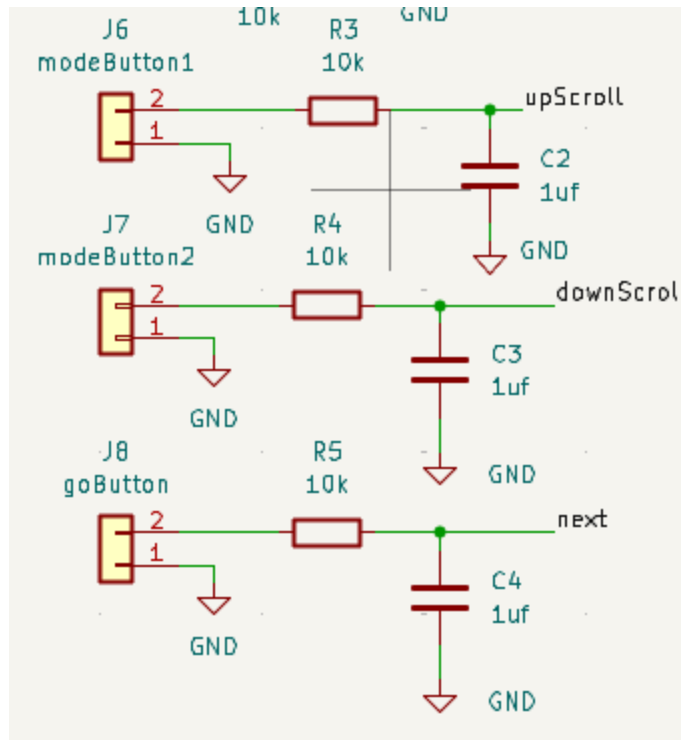 10k
GND
J6
R3
modeButton1
10k
2
upScroll
1
C2
1uf
GND
GND
J7
R4
modeButton2
10k
2
downScrol
1
C3
1uf
GND
GND
J8
R5
goButton
10k
2
next
1
C4
1uf
GND
GND